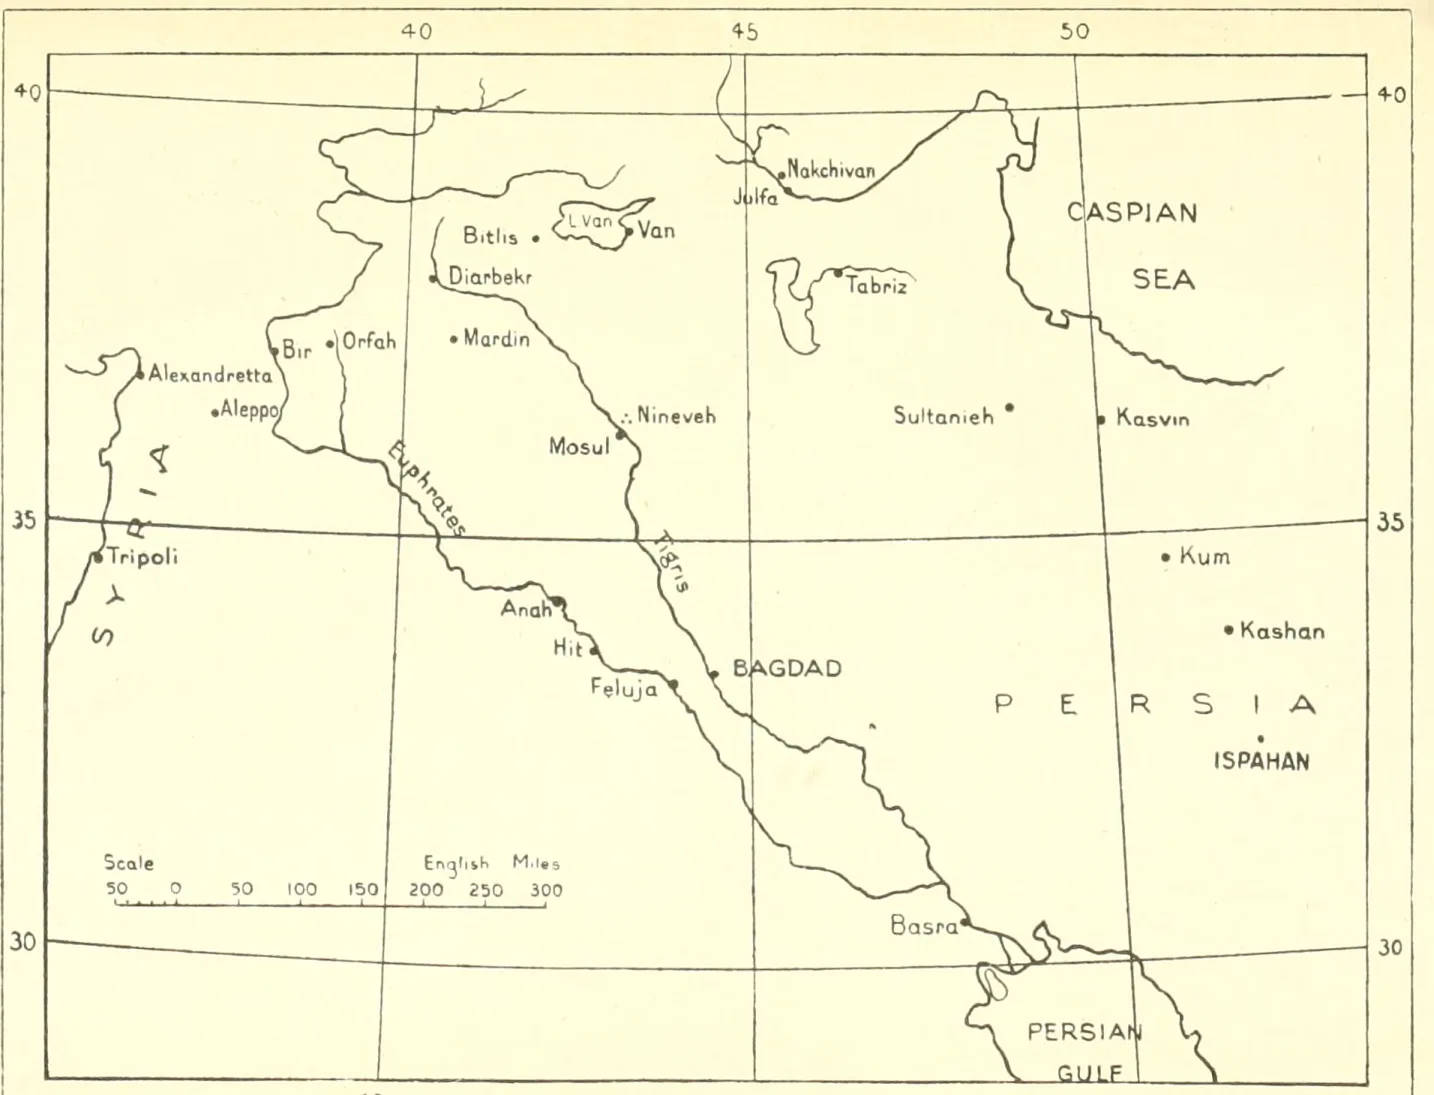 40 45 50
40 40
Nakchivan
Julfa
CASPIAN
L Van
Bitlis Van
SEA
Diarbekr
Tabriz
Bir Orfah Mardin
Alexandretta
Aleppo
Nineveh
Sultanieh Kasvin
Mosul
Euphrates
35 35
Tigris
Tripoli
Kum
SYRIA
Anah
Kashan
Hit
BAGDAD
Feluja
PERSIA
ISPAHAN
Scale English Miles
50 0 50 100 150 200 250 300
Basra
30 30
PERSIAN
GULF